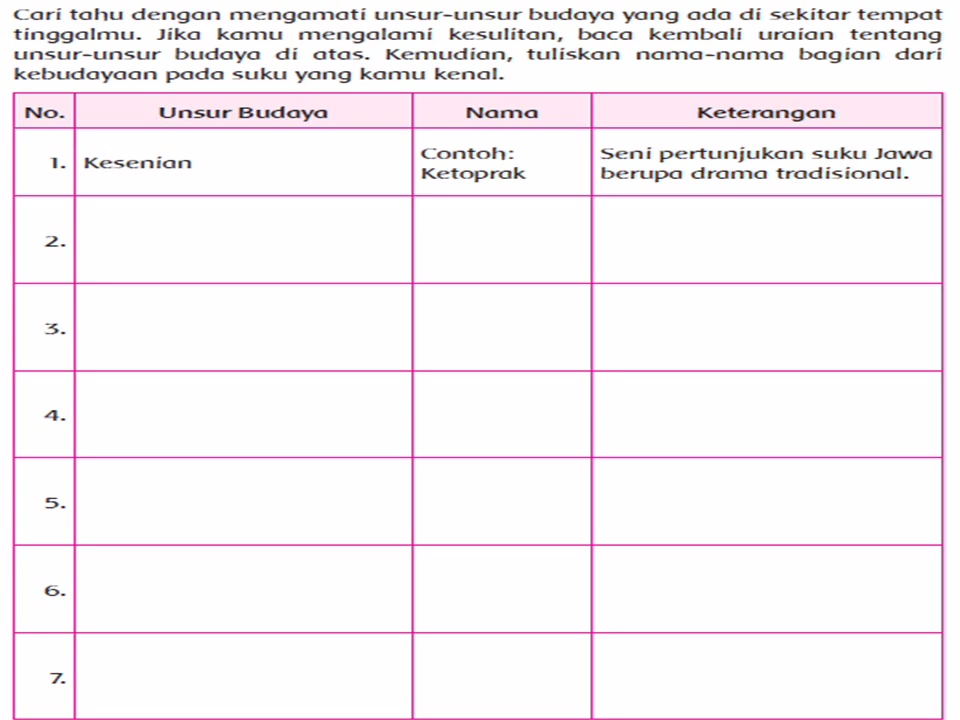 Cari tahu dengan mengamati unsur-unsur budaya yang ada di sekitar tempat
tinggalmu. Jika kamu mengalami kesulitan, baca kembali uraian tentang
unsur-unsur budaya di atas. Kemudian, tuliskan nama-nama bagian dari
kebudayaan pada suku yang kamu kenal.
No. Unsur Budaya Nama Keterangan
1. Kesenian Contoh: Ketoprak Seni pertunjukan suku Jawa berupa drama tradisional.
2.
3.
4.
5.
6.
7.